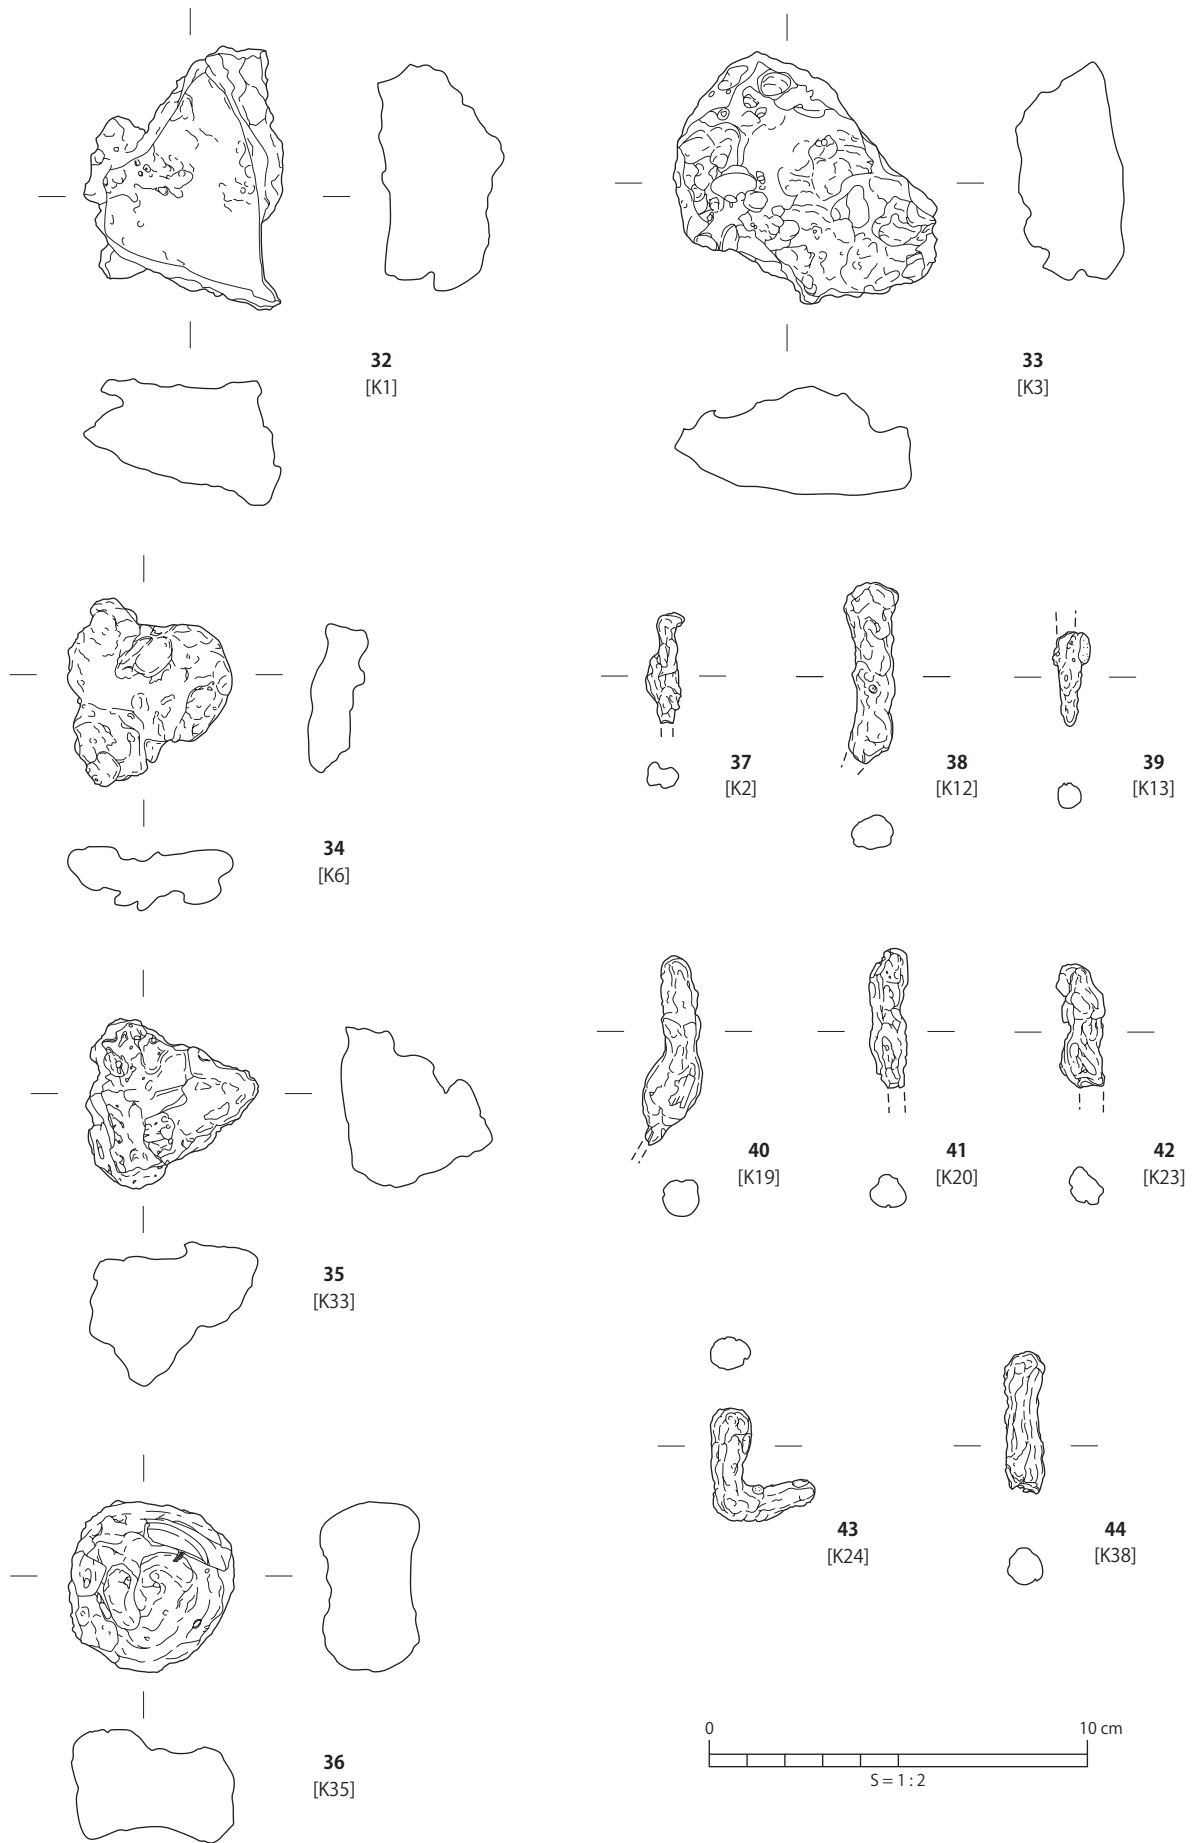 32
[K1]
33
[K3]
34
[K6]
37
[K2]
38
[K12]
39
[K13]
35
[K33]
40
[K19]
41
[K20]
42
[K23]
36
[K35]
43
[K24]
44
[K38]
0
10 cm
S = 1 : 2